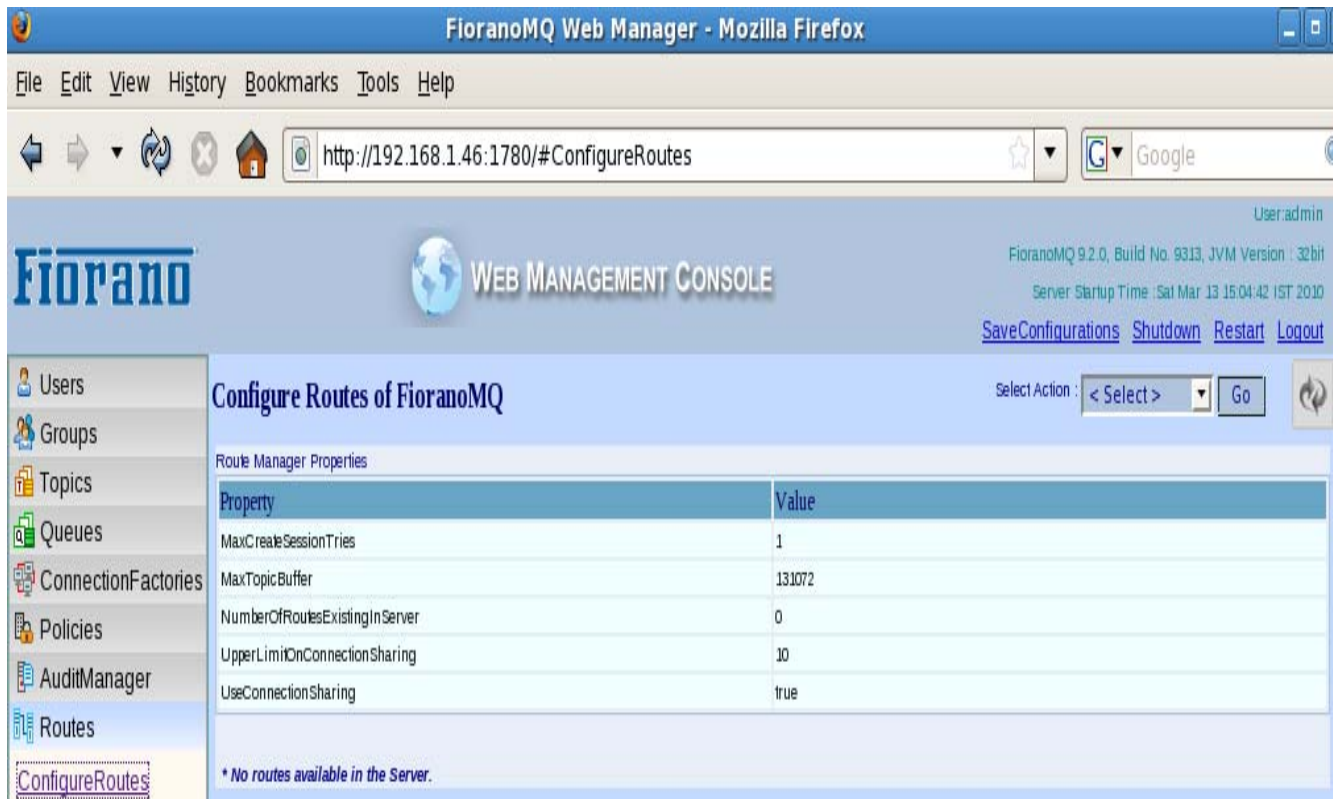 FioranoMQ Web Manager - Mozilla Firefox
File Edit View History Bookmarks Tools Help
http://192.168.1.46:1780/#ConfigureRoutes
G Google
Fiorano
WEB MANAGEMENT CONSOLE
User:admin
FioranoMQ 9.2.0, Build No. 9313, JVM Version : 32bit
Server Startup Time :Sat Mar 13 15:04:42 IST 2010
SaveConfigurations Shutdown Restart Logout
Users
Groups
Topics
Queues
ConnectionFactories
Policies
AuditManager
Routes
ConfigureRoutes
Configure Routes of FioranoMQ
Select Action : < Select > Go
Route Manager Properties
Property Value
MaxCreateSessionTries 1
MaxTopicBuffer 131072
NumberOfRoutesExistingInServer 0
UpperLimitOnConnectionSharing 10
UseConnectionSharing true
* No routes available in the Server.